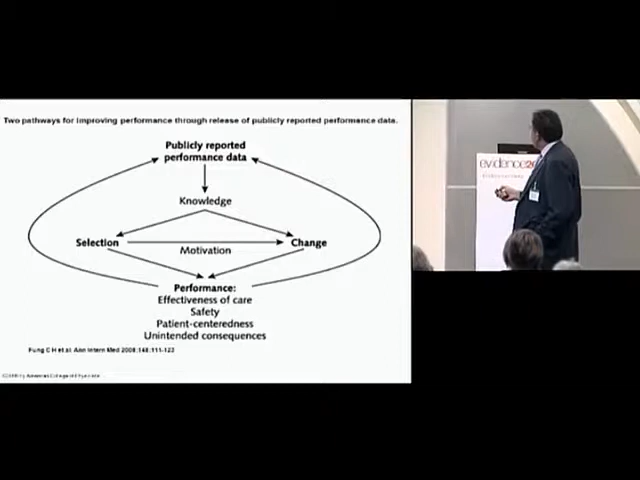 Two pathways for improving performance through release of publicly reported performance data.
Publicly reported
performance data
Knowledge
Selection
Change
Motivation
Performance:
Effectiveness of care
Safety
Patient-centeredness
Unintended consequences
Fung C H et al. Ann Intern Med 2008;148:111-123
evidence20